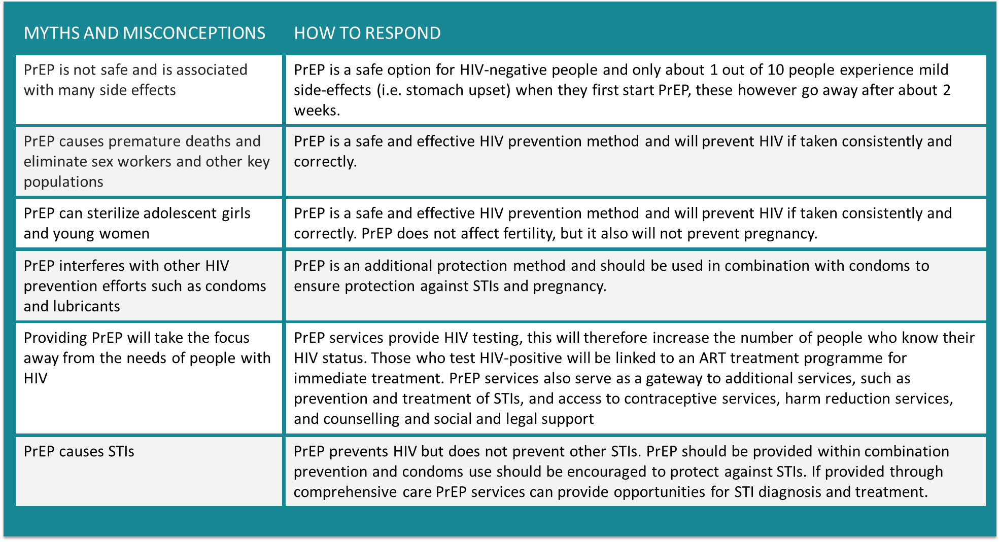 MYTHS AND MISCONCEPTIONS
HOW TO RESPOND
PrEP is not safe and is associated
with many side effects
PrEP is a safe option for HIV-negative people and only about 1 out of 10 people experience mild
side-effects (i.e. stomach upset) when they first start PrEP, these however go away after about 2
weeks.
PrEP causes premature deaths and
eliminate sex workers and other key
populations
PrEP is a safe and effective HIV prevention method and will prevent HIV if taken consistently and
correctly.
PrEP can sterilize adolescent girls
and young women
PrEP is a safe and effective HIV prevention method and will prevent HIV if taken consistently and
correctly. PrEP does not affect fertility, but it also will not prevent pregnancy.
PrEP interferes with other HIV
prevention efforts such as condoms
and lubricants
PrEP is an additional protection method and should be used in combination with condoms to
ensure protection against STIs and pregnancy.
Providing PrEP will take the focus
away from the needs of people with
HIV
PrEP services provide HIV testing, this will therefore increase the number of people who know their
HIV status. Those who test HIV-positive will be linked to an ART treatment programme for
immediate treatment. PrEP services also serve as a gateway to additional services, such as
prevention and treatment of STIs, and access to contraceptive services, harm reduction services,
and counselling and social and legal support
PrEP causes STIs
PrEP prevents HIV but does not prevent other STIs. PrEP should be provided within combination
prevention and condoms use should be encouraged to protect against STIs. If provided through
comprehensive care PrEP services can provide opportunities for STI diagnosis and treatment.